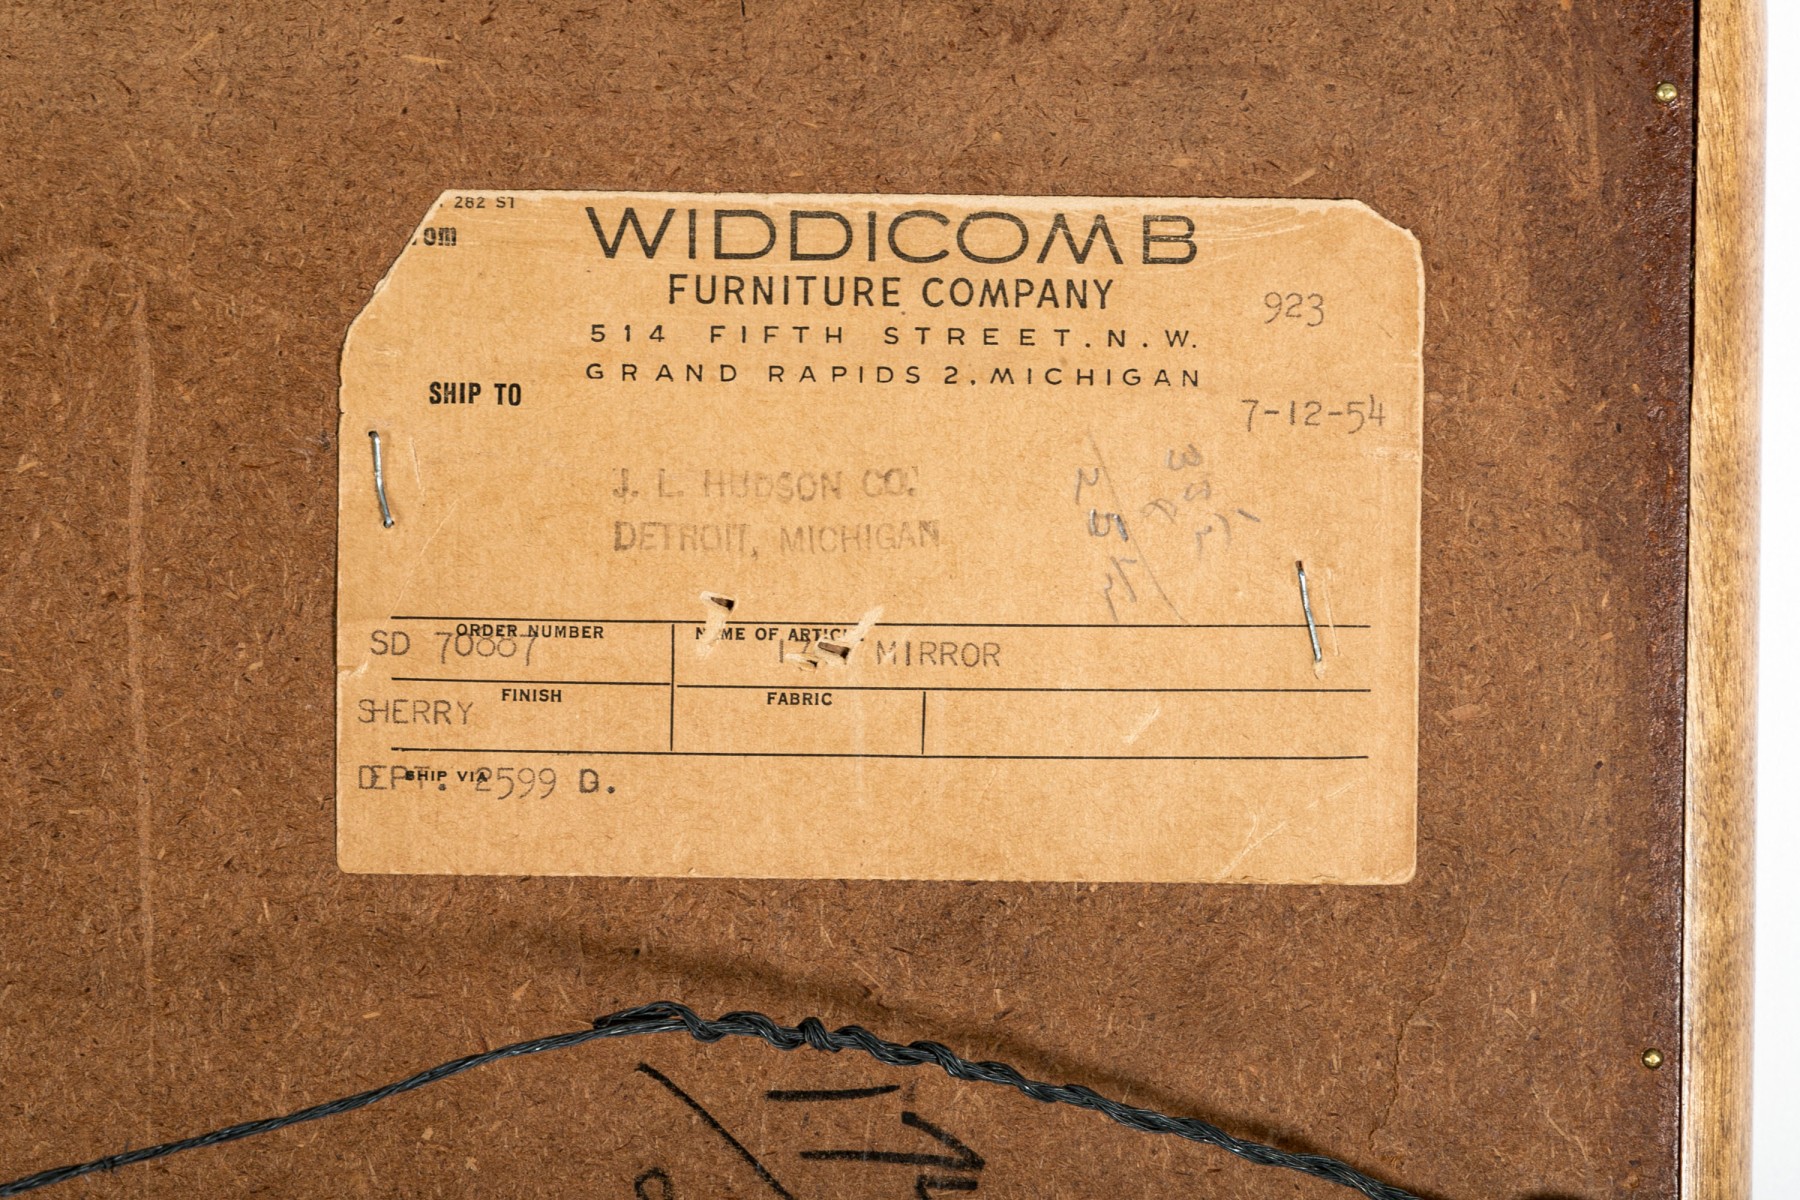 282 ST
WIDDICOMB
FURNITURE COMPANY
923
514 FIFTH STREET. N. W.
GRAND RAPIDS 2, MICHIGAN
SHIP TO
7-12-54
J. L. HUDSON CO.
DETROIT, MICHIGAN
ORDER NUMBER
SD 70887
NAME OF ARTICLE
MIRROR
FINISH
SHERRY
FABRIC
SHIP VIA
DEPT. 2599 D.